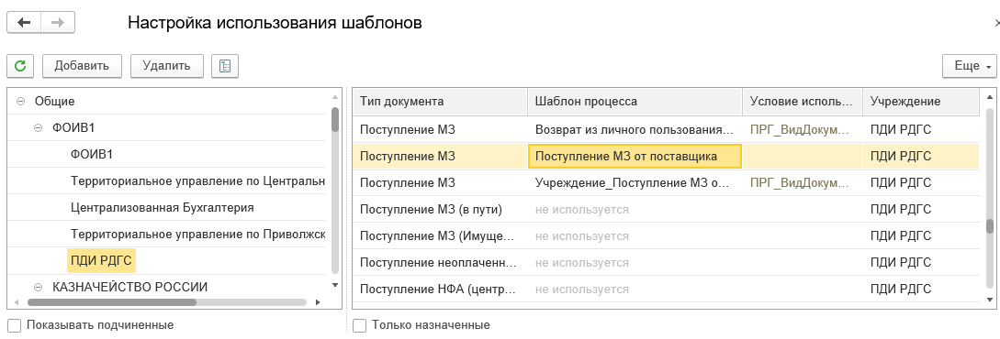 Настройка использования шаблонов
Добавить Удалить Еще
Общие
ФОИВ1
ФОИВ1
Территориальное управление по Центральн
Централизованная Бухгалтерия
Территориальное управление по Приволжск
ПДИ РДГС
КАЗНАЧЕЙСТВО РОССИИ
Показывать подчиненные
Тип документа Шаблон процесса Условие исполь... Учреждение
Поступление МЗ Возврат из личного пользования... ПРГ_ВидДокум... ПДИ РДГС
Поступление МЗ Поступление МЗ от поставщика ПДИ РДГС
Поступление МЗ Учреждение_Поступление МЗ о... ПРГ_ВидДокум... ПДИ РДГС
Поступление МЗ (в пути) не используется ПДИ РДГС
Поступление МЗ (Имуще... не используется ПДИ РДГС
Поступление неоплаченн... не используется ПДИ РДГС
Поступление НФА (центр... не используется ПДИ РДГС
Только назначенные